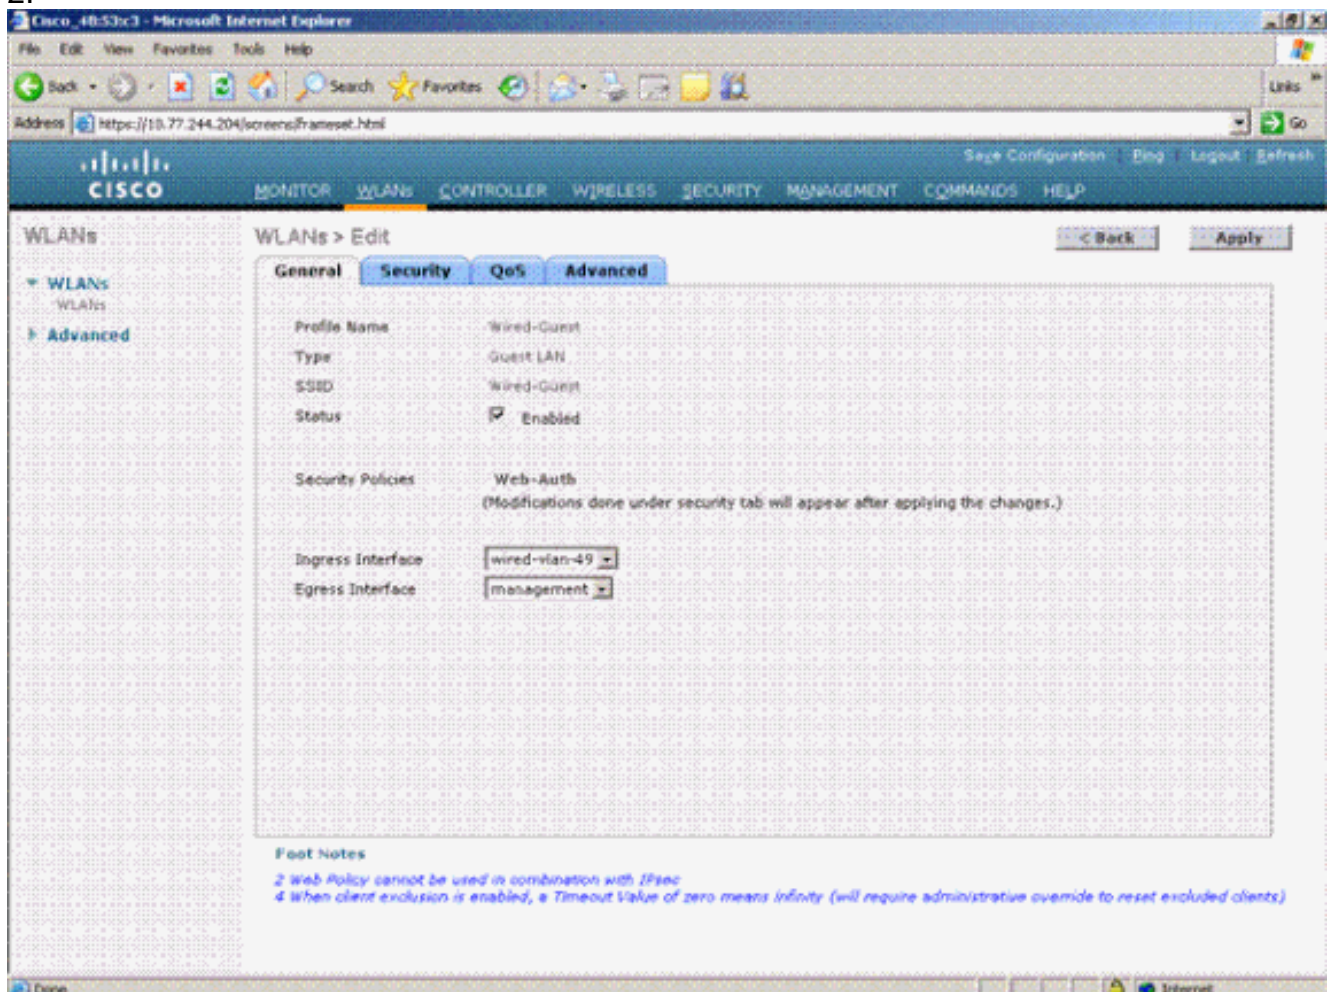 2.
Cisco_48:53:c3 - Microsoft Internet Explorer
File Edit View Favorites Tools Help
Back Search Favorites Links
Address https://10.77.244.204/screens/frameset.html Go
Save Configuration Ping Logout Refresh
CISCO MONITOR WLANs CONTROLLER WIRELESS SECURITY MANAGEMENT COMMANDS HELP
WLANs
WLANs
WLANs
Advanced
WLANs > Edit < Back Apply
General Security QoS Advanced
Profile Name Wired-Guest
Type Guest LAN
SSID Wired-Guest
Status Enabled
Security Policies Web-Auth
(Modifications done under security tab will appear after applying the changes.)
Ingress Interface wired-vlan-49
Egress Interface management
Foot Notes
2 Web Policy cannot be used in combination with IPsec
4 When client exclusion is enabled, a Timeout Value of zero means infinity (will require administrative override to reset excluded clients)
Done Internet